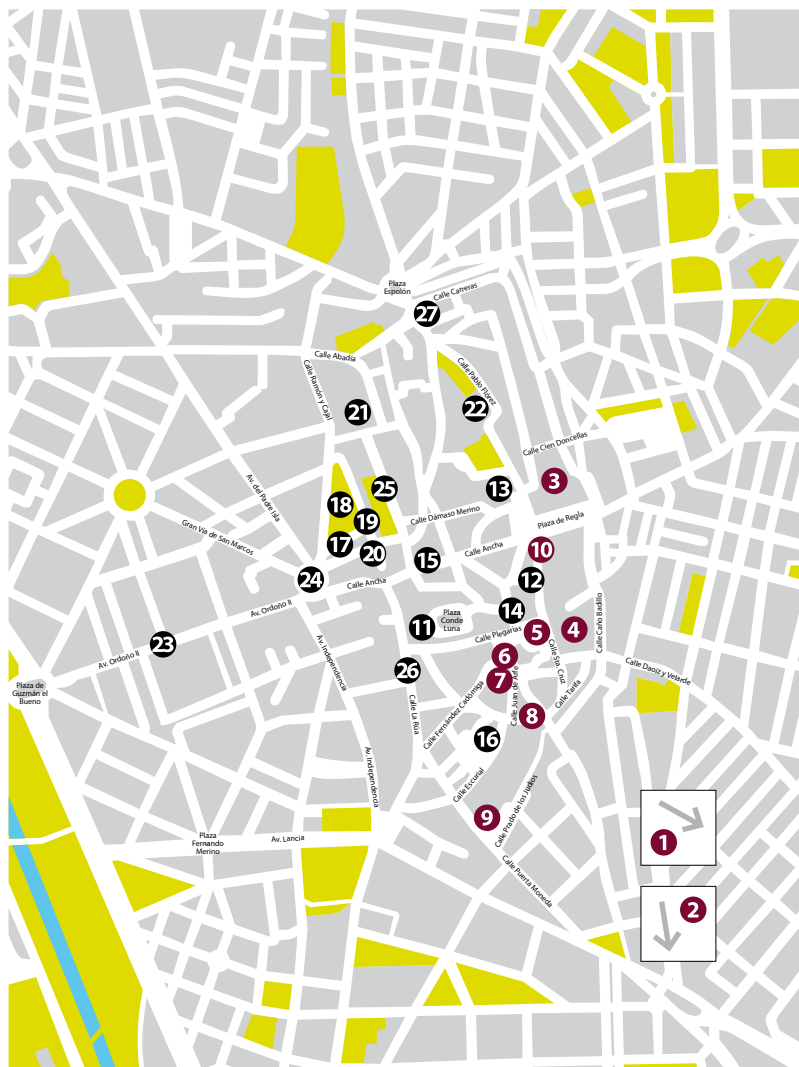 Plaza
Espolón
Calle Carreras
27
Calle Abadía
Calle Ramón y Cajal
Calle Pablo Flórez
21
22
Calle Cien Doncellas
3
13
25
18
19
Av. del Padre Isla
Calle Dámaso Merino
Plaza de Regla
Gran Vía de San Marcos
17
20
15
Calle Ancha
10
24
Calle Ancha
12
Av. Ordoño II
14
Plaza
Conde
Luna
11
Calle Plegarias
5
4
Calle Caño Badillo
23
Av. Ordoño II
Av. Independencia
6
Calle Sta. Cruz
26
7
Calle Daoiz y Velarde
Plaza de
Guzmán el
Bueno
Calle La Rúa
Calle Fernández Cadórniga
Calle Juan de Arfe
Calle Tarifa
8
16
Av. Independencia
Calle Escurial
Calle Prado de los Judíos
9
Plaza
Fernando
Merino
Av. Lancia
Calle Puerta Moneda
1
2